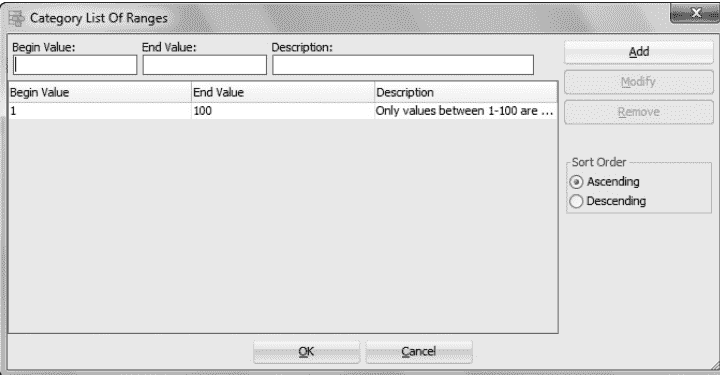 Category List Of Ranges
Begin Value: End Value: Description:
Add
Modify
Remove
Begin Value End Value Description
1 100 Only values between 1-100 are ...
Sort Order
Ascending
Descending
OK Cancel